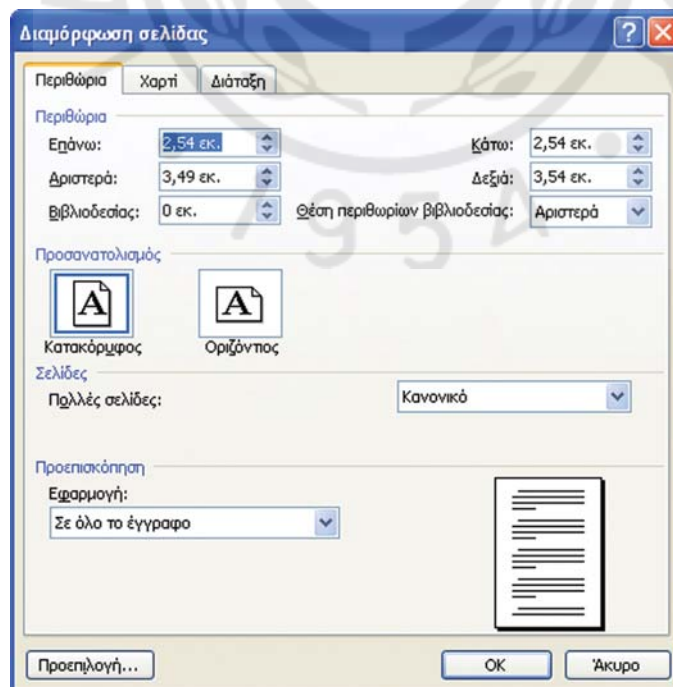 Διαμόρφωση σελίδας
Περιθώρια Χαρτί Διάταξη
Περιθώρια
Επάνω: 2,54 εκ. Κάτω: 2,54 εκ.
Αριστερά: 3,49 εκ. Δεξιά: 3,54 εκ.
Βιβλιοδεσίας: 0 εκ. Θέση περιθωρίων βιβλιοδεσίας: Αριστερά
Προσανατολισμός
A A
Κατακόρυφος Οριζόντιος
Σελίδες
Πολλές σελίδες: Κανονικό
Προεπισκόπηση
Εφαρμογή:
Σε όλο το έγγραφο
Προεπιλογή... OK Άκυρο
1954